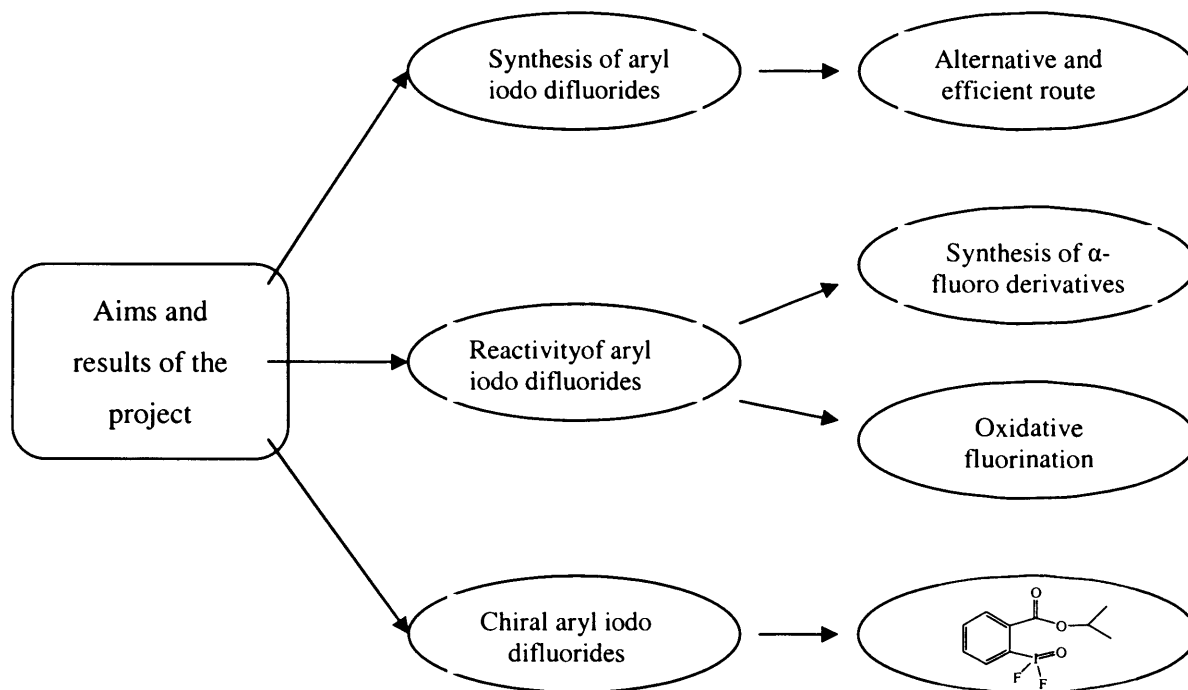 Aims and
results of the
project
Synthesis of aryl
iodo difluorides
Alternative and
efficient route
Reactivityof aryl
iodo difluorides
Synthesis of α-
fluoro derivatives
Oxidative
fluorination
Chiral aryl iodo
difluorides
O
O
I=O
F F